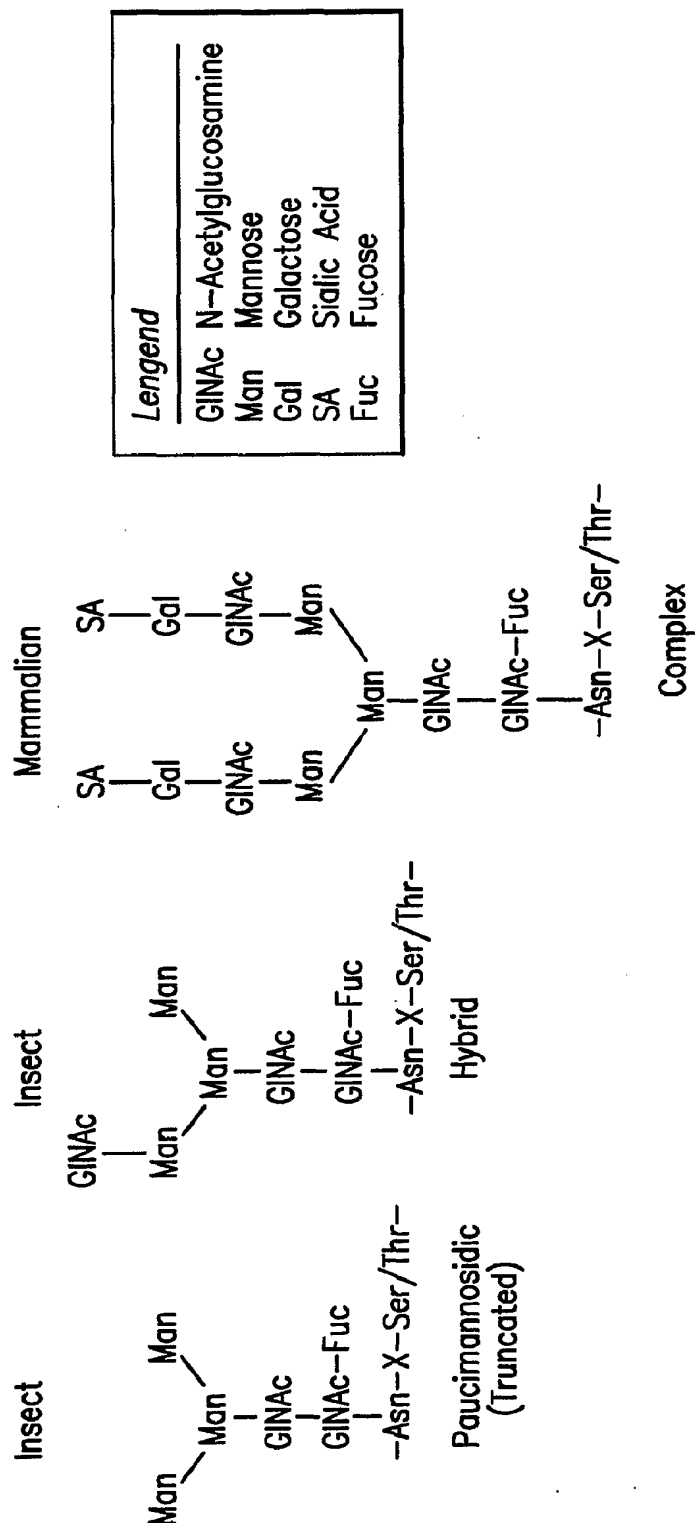 Insect
Man Man
Man
GlNAc
GlNAc–Fuc
–Asn–X–Ser/Thr–
Paucimannosidic
(Truncated)
Insect
GlNAc
Man Man
Man
GlNAc
GlNAc–Fuc
–Asn–X–Ser/Thr–
Hybrid
Mammalian
SA SA
Gal Gal
GlNAc GlNAc
Man Man
Man
GlNAc
GlNAc–Fuc
–Asn–X–Ser/Thr–
Complex
Lengend
GlNAc N–Acetylglucosamine
Man Mannose
Gal Galactose
SA Sialic Acid
Fuc Fucose